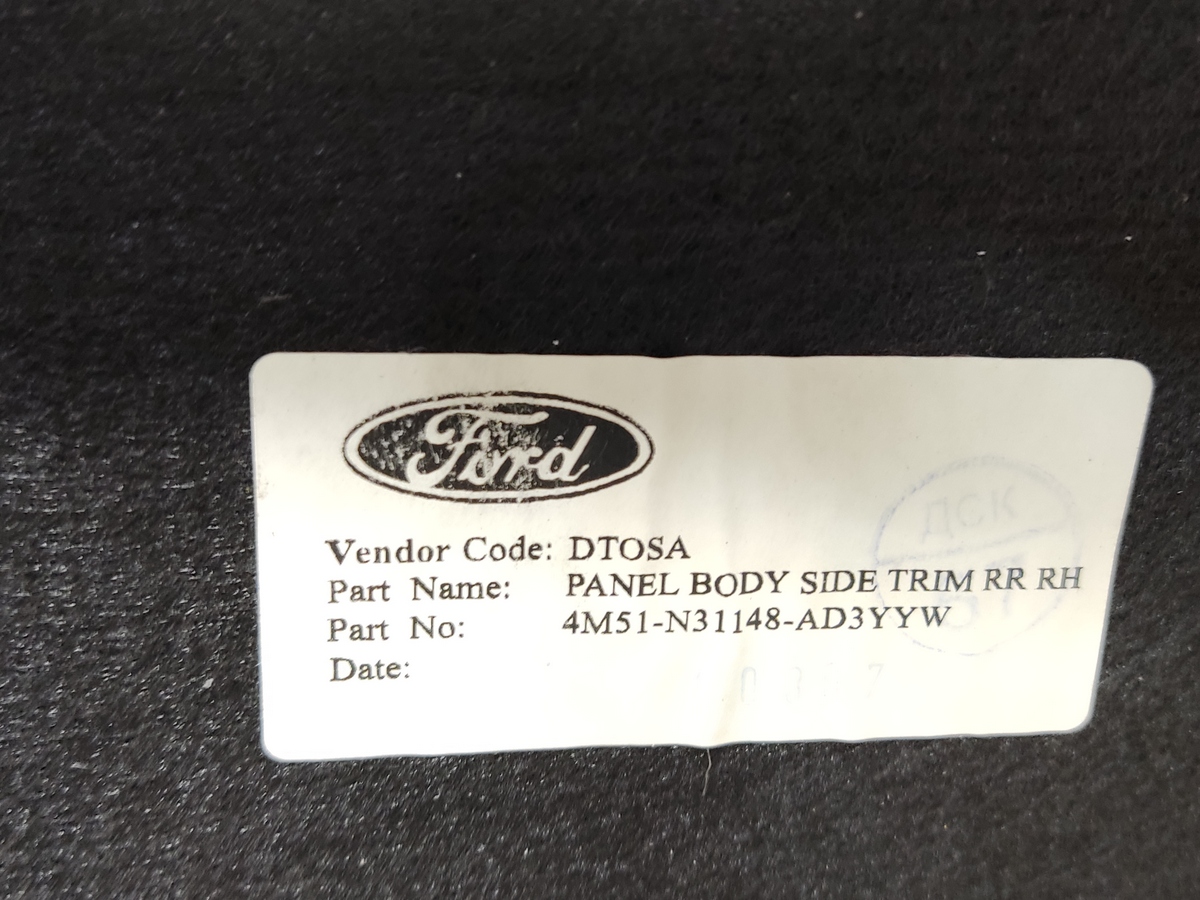 Ford
Vendor Code: DTOSA
Part Name: PANEL BODY SIDE TRIM RR RH
Part No: 4M51-N31148-AD3YYW
Date:
ДСК